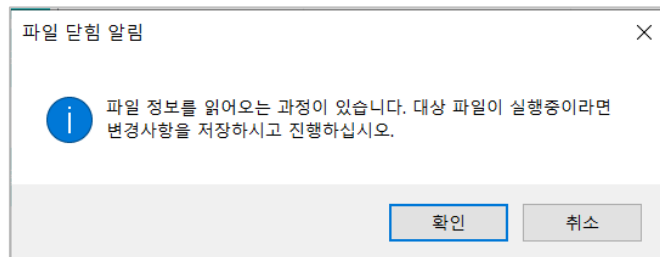 파일 닫힘 알림
파일 정보를 읽어오는 과정이 있습니다. 대상 파일이 실행중이라면
변경사항을 저장하시고 진행하십시오.
확인
취소